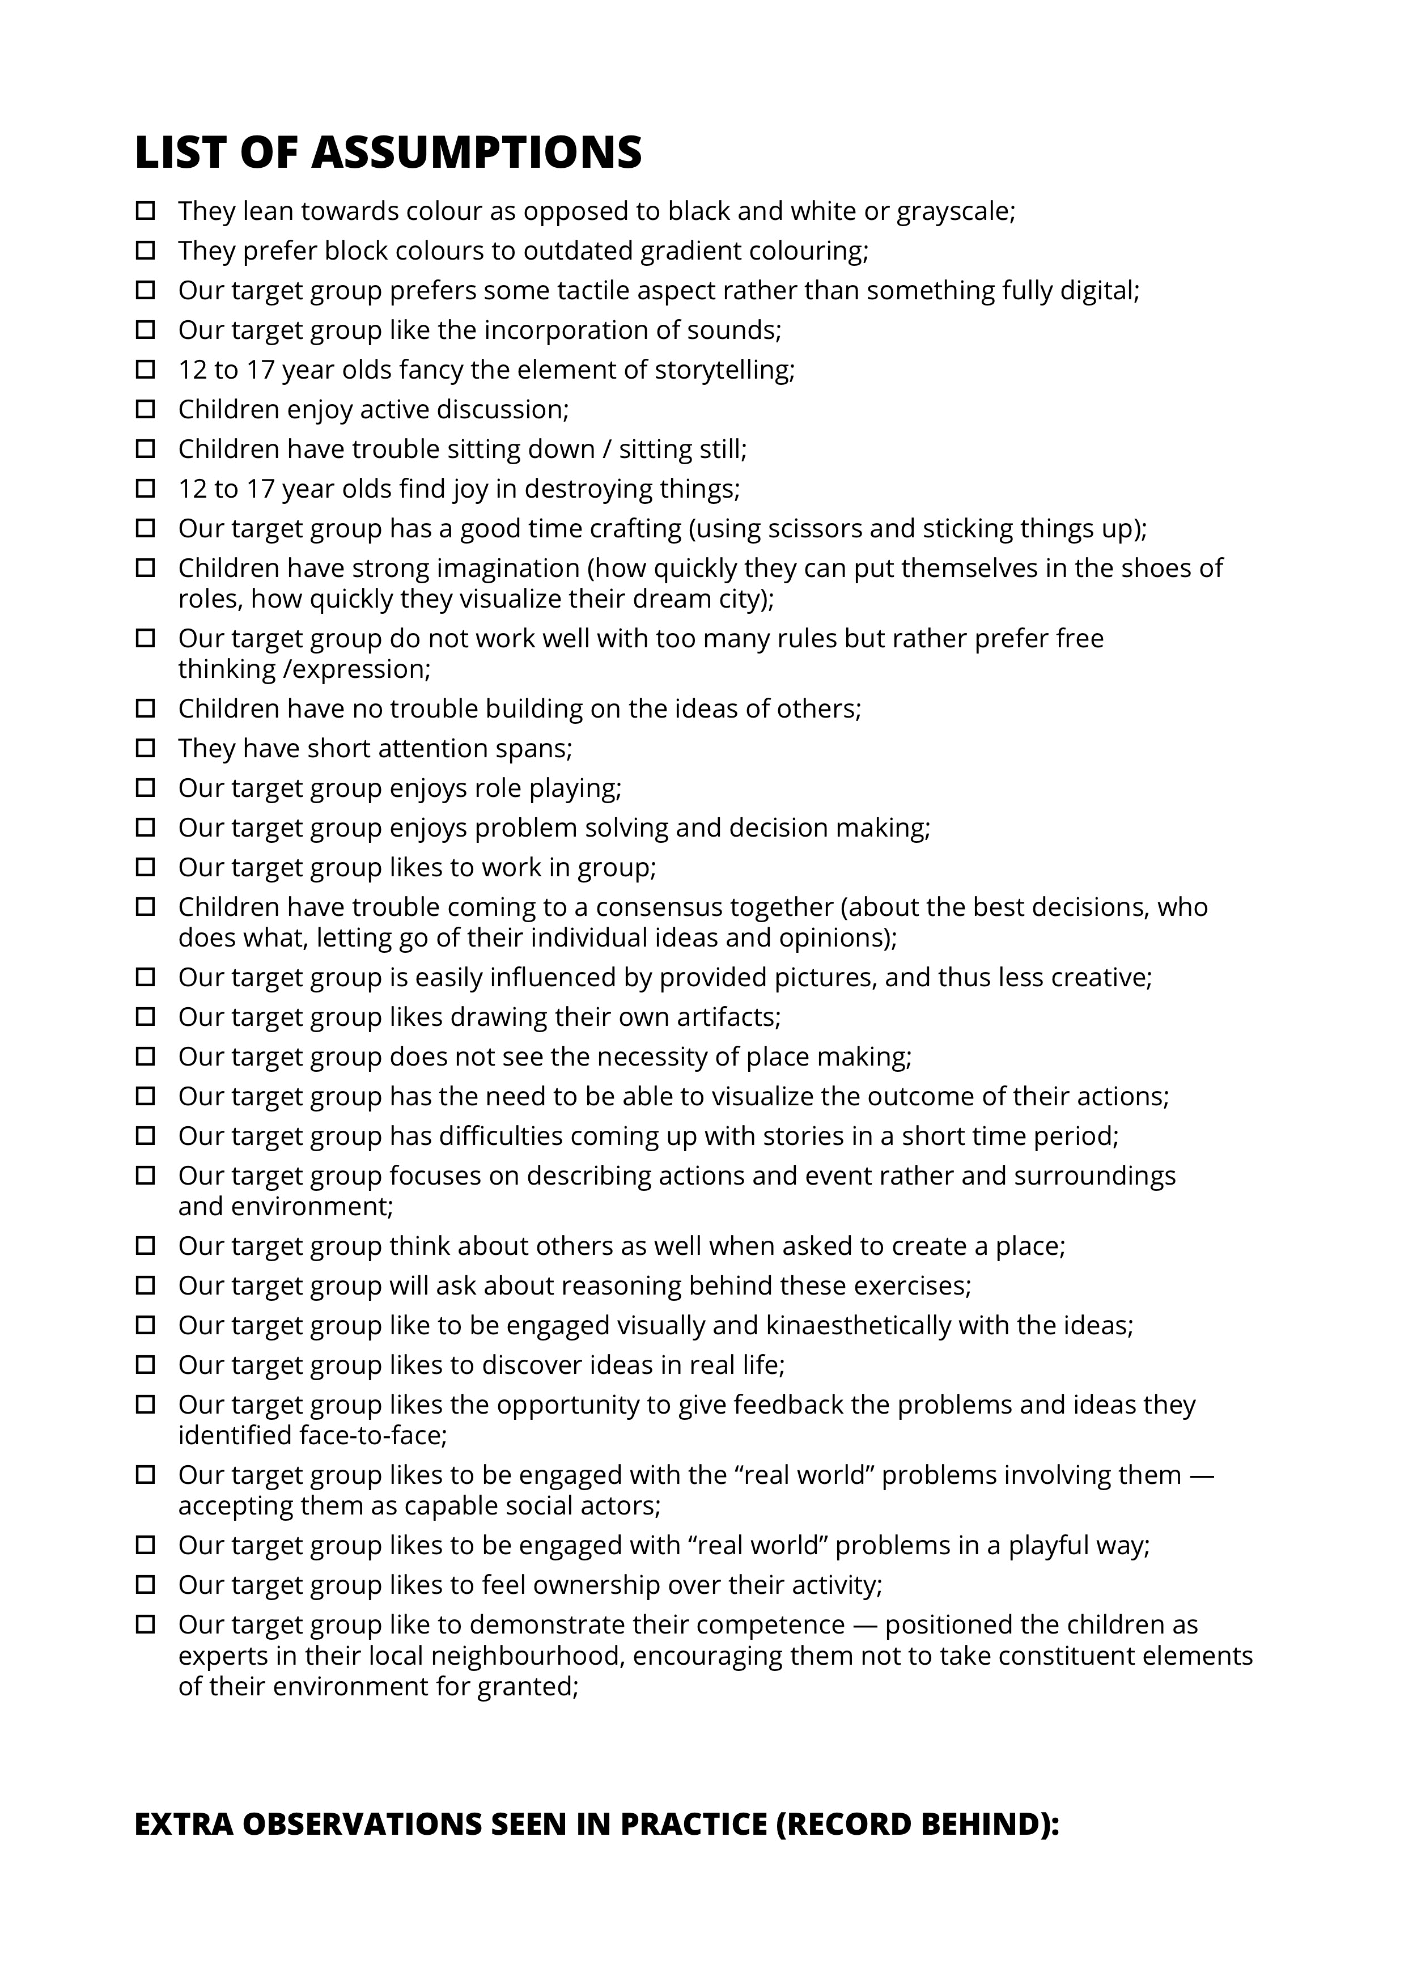 LIST OF ASSUMPTIONS
☐ They lean towards colour as opposed to black and white or grayscale;
☐ They prefer block colours to outdated gradient colouring;
☐ Our target group prefers some tactile aspect rather than something fully digital;
☐ Our target group like the incorporation of sounds;
☐ 12 to 17 year olds fancy the element of storytelling;
☐ Children enjoy active discussion;
☐ Children have trouble sitting down / sitting still;
☐ 12 to 17 year olds find joy in destroying things;
☐ Our target group has a good time crafting (using scissors and sticking things up);
☐ Children have strong imagination (how quickly they can put themselves in the shoes of
roles, how quickly they visualize their dream city);
☐ Our target group do not work well with too many rules but rather prefer free
thinking /expression;
☐ Children have no trouble building on the ideas of others;
☐ They have short attention spans;
☐ Our target group enjoys role playing;
☐ Our target group enjoys problem solving and decision making;
☐ Our target group likes to work in group;
☐ Children have trouble coming to a consensus together (about the best decisions, who
does what, letting go of their individual ideas and opinions);
☐ Our target group is easily influenced by provided pictures, and thus less creative;
☐ Our target group likes drawing their own artifacts;
☐ Our target group does not see the necessity of place making;
☐ Our target group has the need to be able to visualize the outcome of their actions;
☐ Our target group has difficulties coming up with stories in a short time period;
☐ Our target group focuses on describing actions and event rather and surroundings
and environment;
☐ Our target group think about others as well when asked to create a place;
☐ Our target group will ask about reasoning behind these exercises;
☐ Our target group like to be engaged visually and kinaesthetically with the ideas;
☐ Our target group likes to discover ideas in real life;
☐ Our target group likes the opportunity to give feedback the problems and ideas they
identified face-to-face;
☐ Our target group likes to be engaged with the “real world” problems involving them —
accepting them as capable social actors;
☐ Our target group likes to be engaged with “real world” problems in a playful way;
☐ Our target group likes to feel ownership over their activity;
☐ Our target group like to demonstrate their competence — positioned the children as
experts in their local neighbourhood, encouraging them not to take constituent elements
of their environment for granted;
EXTRA OBSERVATIONS SEEN IN PRACTICE (RECORD BEHIND):